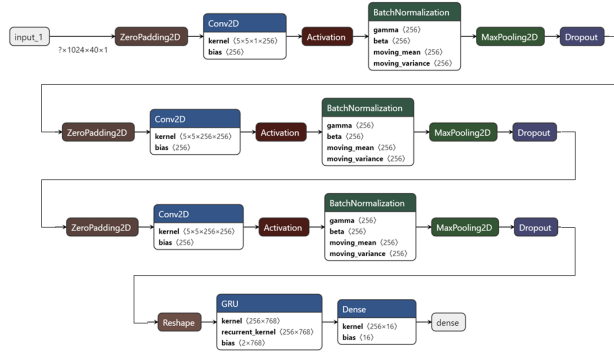 input_1
?×1024×40×1
ZeroPadding2D
Conv2D
kernel ⟨5×5×1×256⟩
bias ⟨256⟩
Activation
BatchNormalization
gamma ⟨256⟩
beta ⟨256⟩
moving_mean ⟨256⟩
moving_variance ⟨256⟩
MaxPooling2D
Dropout
ZeroPadding2D
Conv2D
kernel ⟨5×5×256×256⟩
bias ⟨256⟩
Activation
BatchNormalization
gamma ⟨256⟩
beta ⟨256⟩
moving_mean ⟨256⟩
moving_variance ⟨256⟩
MaxPooling2D
Dropout
ZeroPadding2D
Conv2D
kernel ⟨5×5×256×256⟩
bias ⟨256⟩
Activation
BatchNormalization
gamma ⟨256⟩
beta ⟨256⟩
moving_mean ⟨256⟩
moving_variance ⟨256⟩
MaxPooling2D
Dropout
Reshape
GRU
kernel ⟨256×768⟩
recurrent_kernel ⟨256×768⟩
bias ⟨2×768⟩
Dense
kernel ⟨256×16⟩
bias ⟨16⟩
dense